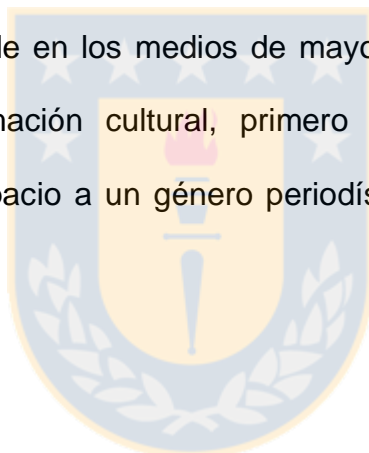 le en los medios de mayo
nación cultural, primero
pacio a un género periodís